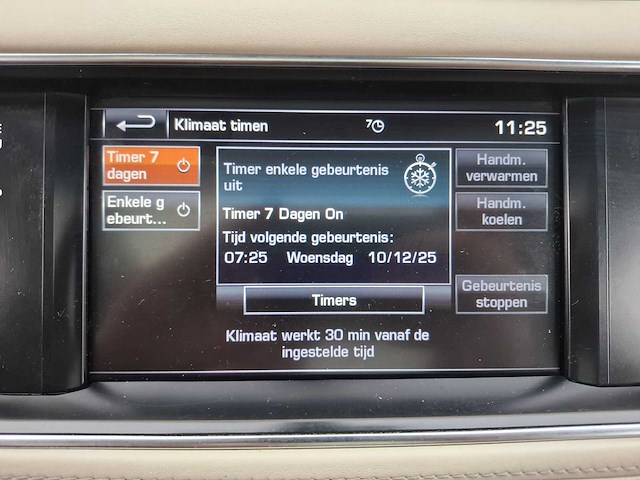 Klimaat timen
7
11:25
Timer 7
dagen
Enkele g
ebeurt...
Timer enkele gebeurtenis
uit
Timer 7 Dagen On
Tijd volgende gebeurtenis:
07:25 Woensdag 10/12/25
Timers
Klimaat werkt 30 min vanaf de
ingestelde tijd
Handm.
verwarmen
Handm.
koelen
Gebeurtenis
stoppen